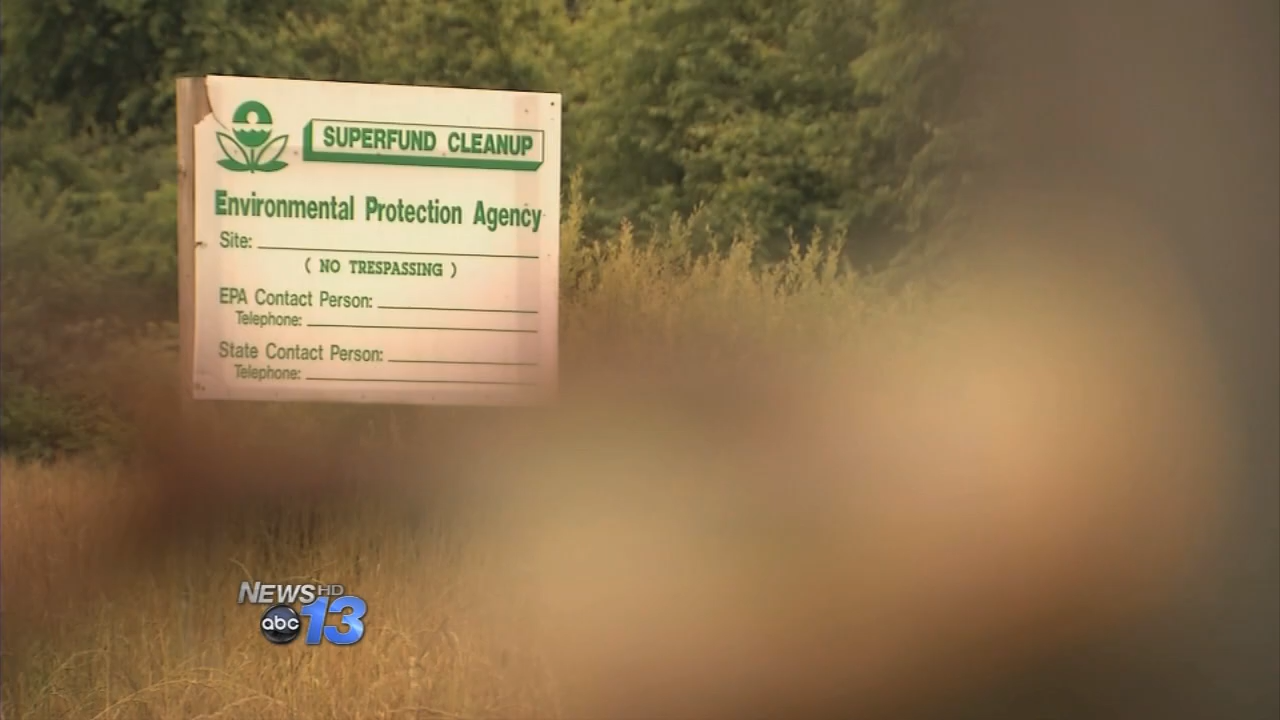 SUPERFUND CLEANUP
Environmental Protection Agency
Site:
( NO TRESPASSING )
EPA Contact Person:
Telephone:
State Contact Person:
Telephone:
NEWS HD
abc 13